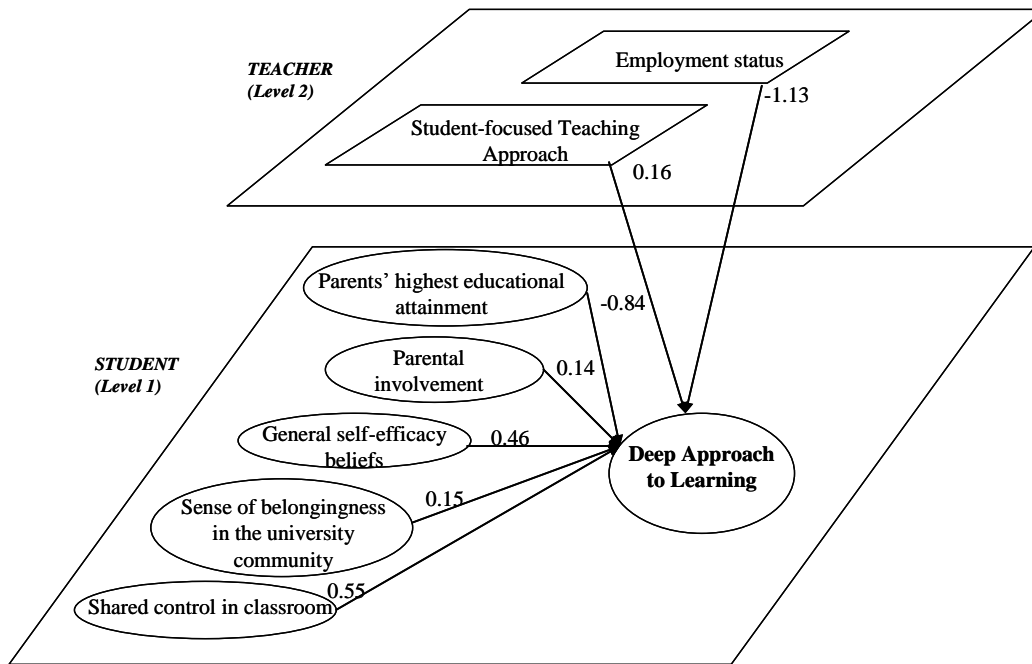 TEACHER
(Level 2)
Employment status
-1.13
Student-focused Teaching
Approach
0.16
Parents’ highest educational
attainment
-0.84
STUDENT
(Level 1)
Parental
involvement
0.14
General self-efficacy
beliefs
0.46
Deep Approach
to Learning
Sense of belongingness
in the university
community
0.15
Shared control in classroom
0.55